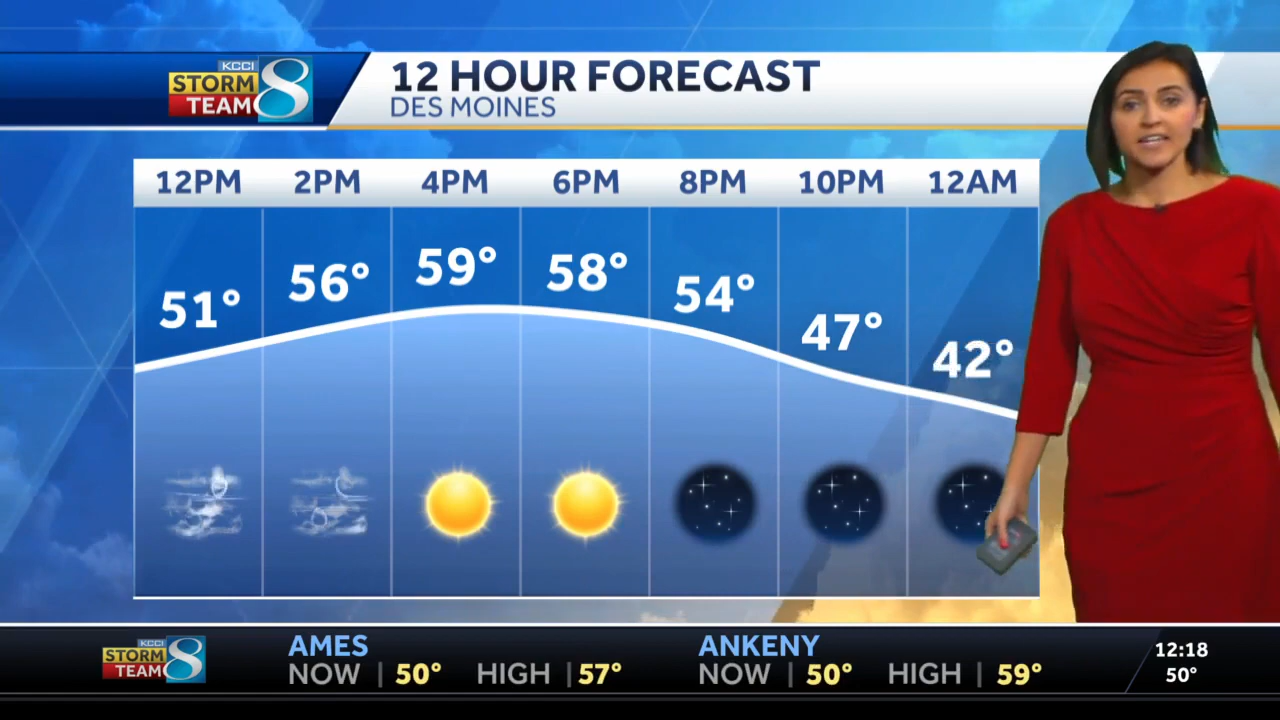 KCCI
STORM
TEAM 8
12 HOUR FORECAST
DES MOINES
12PM 2PM 4PM 6PM 8PM 10PM 12AM
51° 56° 59° 58° 54° 47° 42°
KCCI
STORM
TEAM 8
AMES
NOW | 50° HIGH | 57°
ANKENY
NOW | 50° HIGH | 59°
12:18
50°